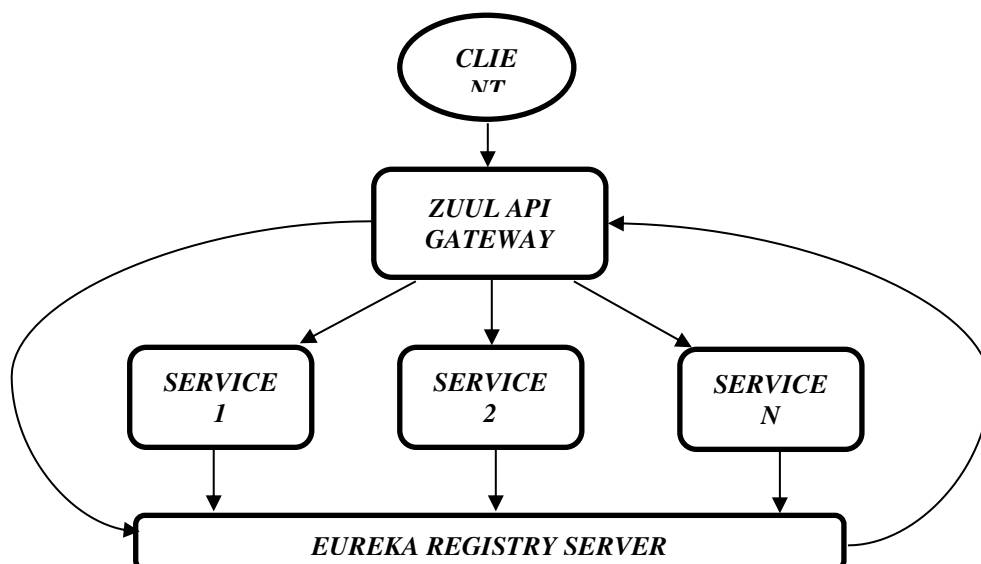 CLIE
NT
ZUUL API
GATEWAY
SERVICE
1
SERVICE
2
SERVICE
N
EUREKA REGISTRY SERVER